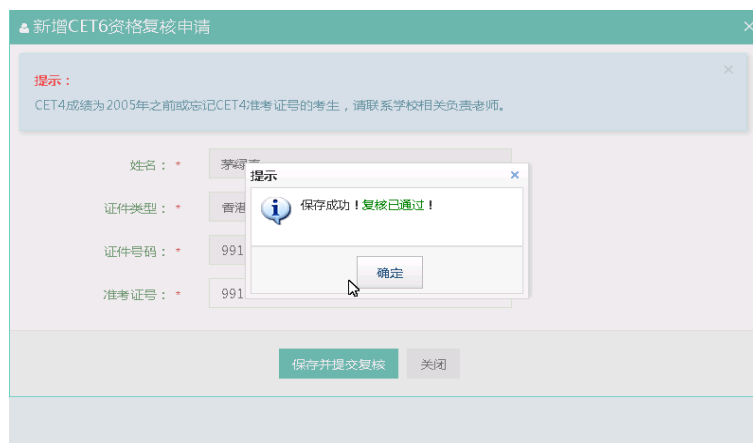 新增CET6资格复核申请
×
提示：
×
CET4成绩为2005年之前或忘记CET4准考证号的考生，请联系学校相关负责老师。
姓名： *
提示
×
证件类型： *
香港
保存成功！复核已通过！
证件号码： *
991
确定
准考证号： *
991
保存并提交复核
关闭